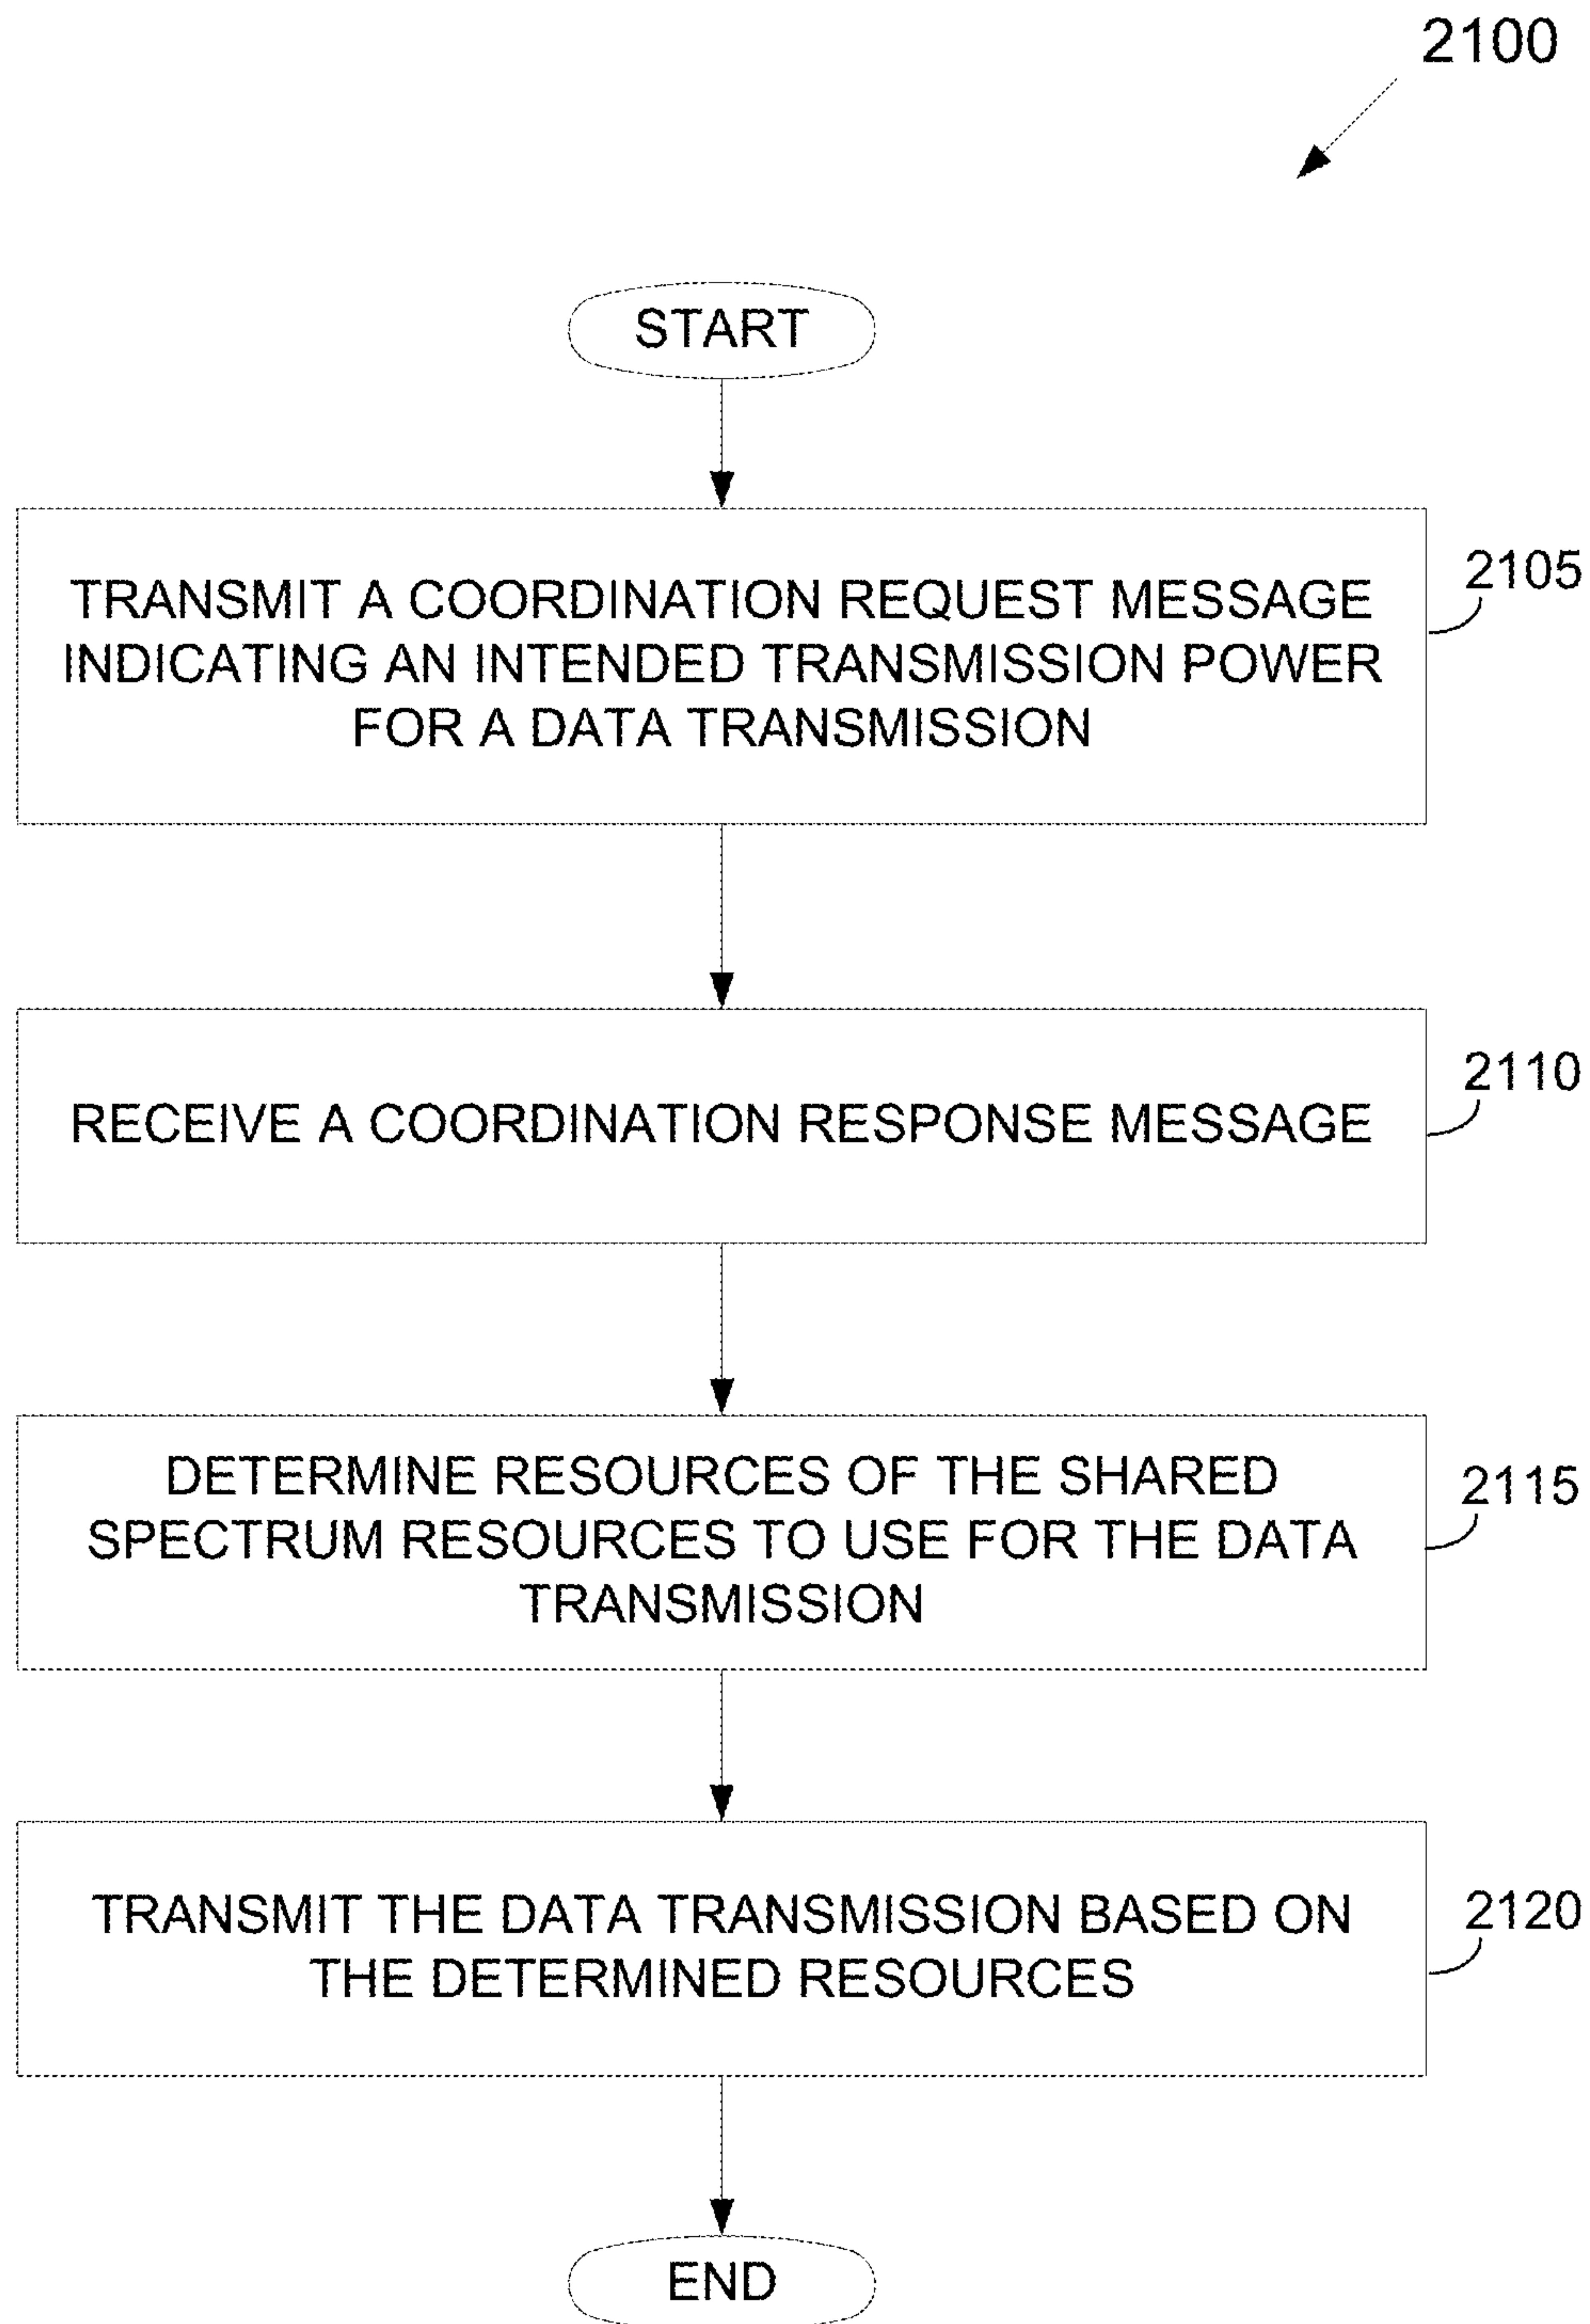 2100
START
TRANSMIT A COORDINATION REQUEST MESSAGE
INDICATING AN INTENDED TRANSMISSION POWER
FOR A DATA TRANSMISSION
2105
RECEIVE A COORDINATION RESPONSE MESSAGE
2110
DETERMINE RESOURCES OF THE SHARED
SPECTRUM RESOURCES TO USE FOR THE DATA
TRANSMISSION
2115
TRANSMIT THE DATA TRANSMISSION BASED ON
THE DETERMINED RESOURCES
2120
END